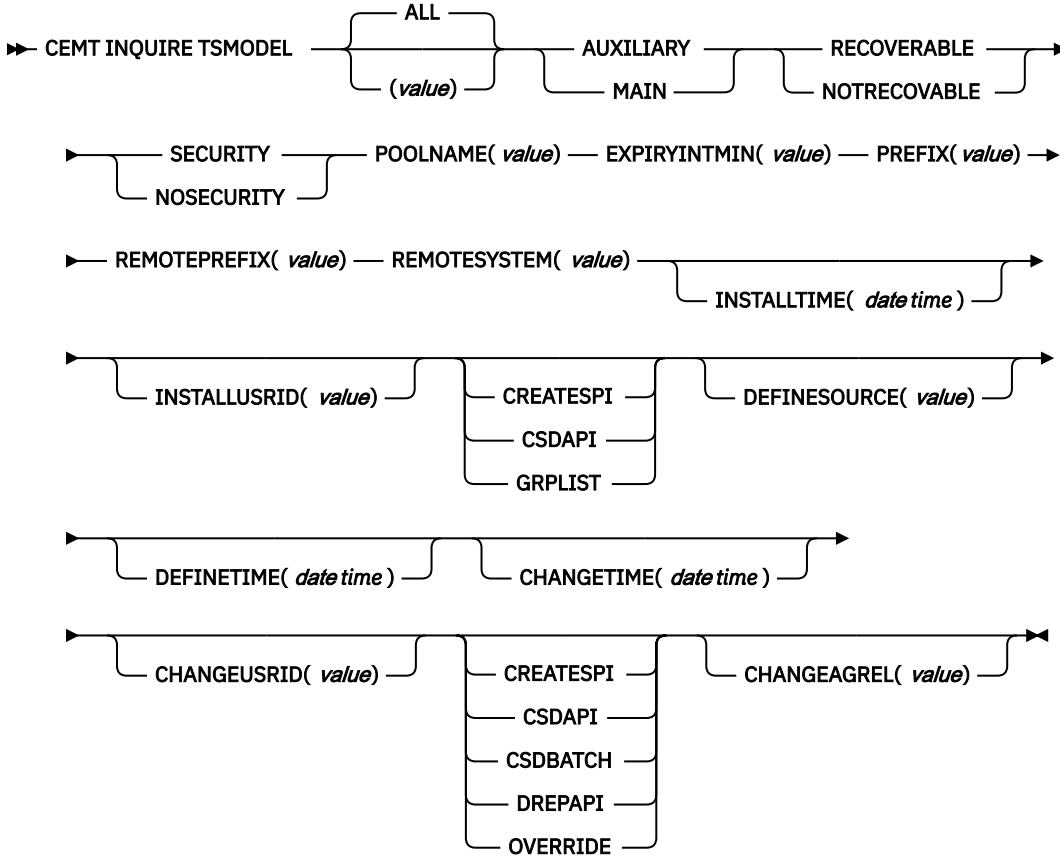 ALL
CEMT INQUIRE TSMODEL AUXILIARY RECOVERABLE
(value) MAIN NOTRECOVABLE
SECURITY POOLNAME( value) EXPIRYINTMIN( value) PREFIX( value)
NOSECURITY
REMOTEPREFIX( value) REMOTESYSTEM( value)
INSTALLTIME( date time )
INSTALLUSRID( value) CREATESPI DEFINESOURCE( value)
CSDAPI
GRPLIST
DEFINETIME( date time ) CHANGETIME( date time )
CHANGEUSRID( value) CREATESPI CHANGEAGREL( value)
CSDAPI
CSDBATCH
DREPAPI
OVERRIDE